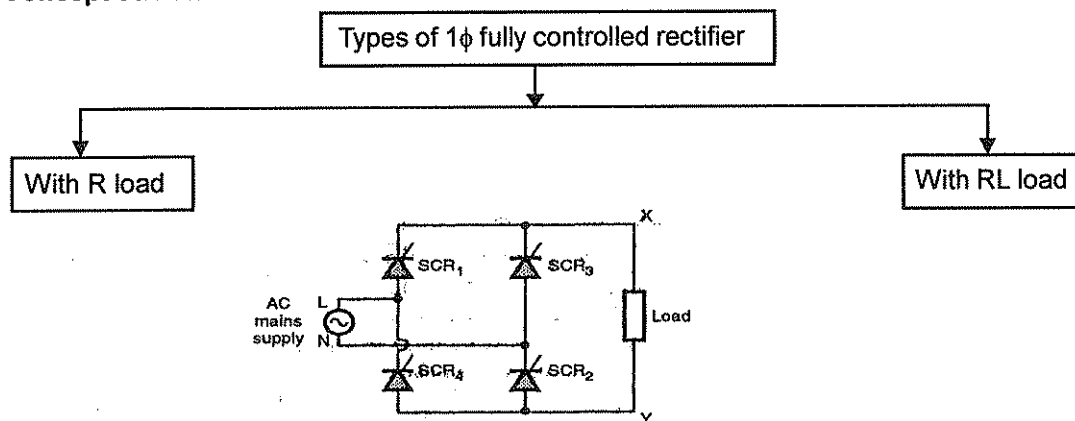 Types of 1ϕ fully controlled rectifier
With R load
With RL load
X
SCR₁
SCR₃
AC
mains
supply
L
N
Load
SCR₄
SCR₂